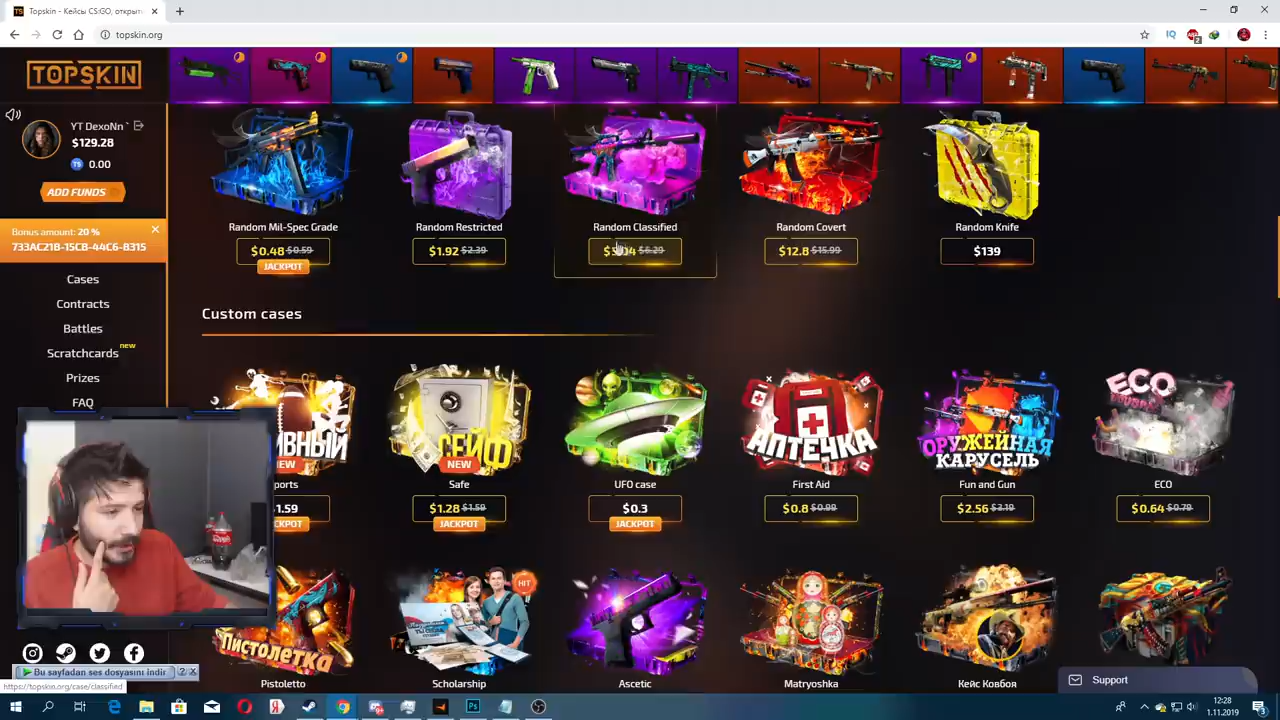 Topskin - Кейсы CS:GO, открыт
topskin.org
TOPSKIN
YT DexoNn`
$129.28
TS 0.00
ADD FUNDS
Bonus amount: 20 %
733AC21B-15CB-44C6-B315
Cases
Contracts
Battles
Scratchcards new
Prizes
FAQ
Random Mil-Spec Grade
$0.48 $0.59
JACKPOT
Random Restricted
$1.92 $2.39
Random Classified
$6.29
Random Covert
$12.8 $15.99
Random Knife
$139
Custom cases
NEW
ports
1.59
JACKPOT
СЕЙФ
NEW
Safe
$1.28 $1.59
JACKPOT
UFO case
$0.3
JACKPOT
АПТЕЧКА
First Aid
$0.8 $0.99
ОРУЖЕЙНАЯ
КАРУСЕЛЬ
Fun and Gun
$2.56 $3.19
ECO
ECO
$0.64 $0.79
Пистолетка
Pistoletto
HIT
Scholarship
Ascetic
Matryoshka
Кейс Ковбоя
Support
Bu sayfadan ses dosyasını indir
https://topskin.org/case/classified
12:28
1.11.2019